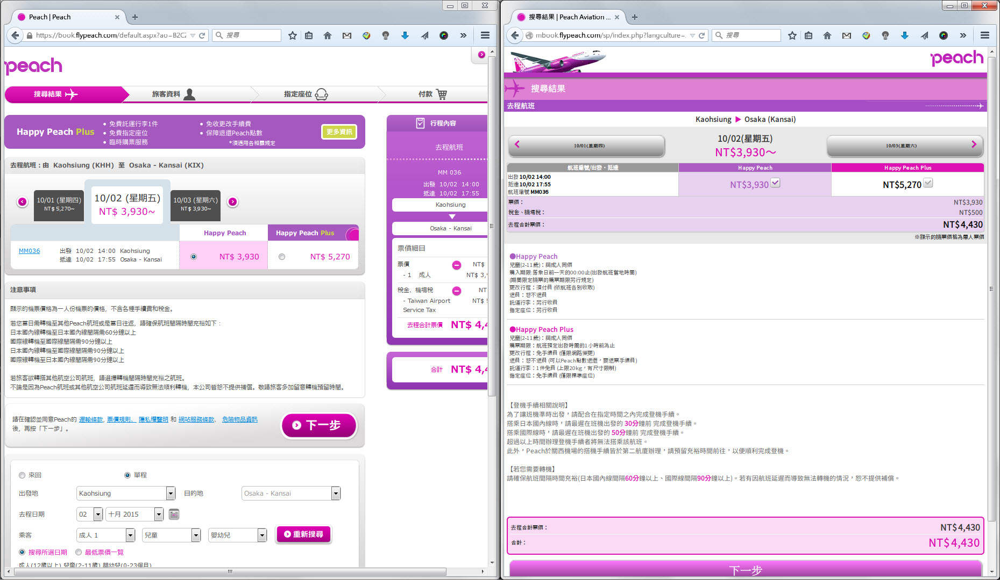 Peach | Peach
https://book.flypeach.com/default.aspx?ao=B2C
搜尋
peach
搜尋結果
旅客資料
指定座位
付款
Happy Peach Plus
免費託運行李1件
免費指定座位
臨時購票服務
免收更改手續費
保障退還Peach點數
*須適用各相關規定
更多資訊
去程航班 : 由 Kaohsiung (KHH) 至 Osaka - Kansai (KIX)
10/01 (星期四)
NT$ 5,270~
10/02 (星期五)
NT$ 3,930~
10/03 (星期六)
NT$ 3,930~
Happy Peach
Happy Peach Plus
MM036
出發 10/02 14:00 Kaohsiung
抵達 10/02 17:55 Osaka - Kansai
NT$ 3,930
NT$ 5,270
注意事項
顯示的機票價格為一人份機票的價格，不含各種手續費和稅金。
若您當日需轉機至其他Peach航班或是當日往返，請確保航班間隔時間充裕如下：
日本國內線轉機至日本國內線間隔需60分鐘以上
國際線轉機至國際線間隔需90分鐘以上
日本國內線轉機至國際線間隔需90分鐘以上
國際線轉機至日本國內線間隔需90分鐘以上
若旅客欲轉搭其他航空公司航班，請選擇轉機間隔時間充裕之航班。
不論是因為Peach航班或其他航空公司航班延遲而導致無法順利轉機，本公司皆恕不提供補償。敬請旅客多加留意轉機預留時間。
請在確認並同意Peach的 運輸條款, 票價規則、 隱私權聲明 和 網站服務條款、 危險物品資訊
後，再按「下一步」。
下一步
來回
單程
出發地
Kaohsiung
目的地
Osaka - Kansai
去程日期
02
十月 2015
乘客
成人 1
兒童
嬰幼兒
重新搜尋
搜尋所選日期
最低票價一覽
成人(12歲以上) 兒童(2-11歲) 嬰幼兒(0-23個月)
行程內容
去程航班
MM 036
出發 10/02 14:00
抵達 10/02 17:55
Kaohsiung
Osaka - Kansai
票價細目
票價
NT$
- 1 成人
NT$ 3,
稅金、機場稅
NT
- Taiwan Airport
Service Tax
NT$
去程合計票價
NT$ 4,4
合計
NT$ 4,4
搜尋結果 | Peach Aviation ...
mbook.flypeach.com/sp/index.php?langculture=
搜尋
peach
搜尋結果
去程航班
Kaohsiung ▶ Osaka (Kansai)
10/01(星期四)
10/02(星期五)
NT$3,930～
10/03(星期六)
航班編號/出發・抵達
Happy Peach
Happy Peach Plus
出發 10/02 14:00
抵達 10/02 17:55
航班編號 MM036
NT$3,930
NT$5,270
票價：
NT$3,930
稅金、機場稅：
NT$500
去程合計票價：
NT$4,430
※顯示的機票價格為單人票價
●Happy Peach
兒童(2-11歲)：與成人同價
購入期限:搭乘日前一天的00:00止(出發航班當地時間)
(期間限定機票的購票期限另行規定)
更改行程：須付費 (依航班各別收取)
退費：恕不退費
託運行李：另行收費
指定座位：另行收費
●Happy Peach Plus
兒童(2-11歲)：與成人同價
購票期限：航班預定出發時間的1小時前為止
更改行程：免手續費 (僅限網路變更)
退費：恕不退費 (可以Peach點數退還，要退票手續費)
託運行李：1件免費 (上限20kg，有尺寸限制)
指定座位：免手續費 (僅限標準座位)
【登機手續相關說明】
為了讓班機準時出發，請配合在指定時間之內完成登機手續。
搭乘日本國內線時，請最遲在班機出發的 30分鐘前 完成登機手續。
搭乘國際線時，請最遲在班機出發的 50分鐘前 完成登機手續。
超過以上時間辦理登機手續者將無法搭乘該航班。
此外，Peach於關西機場的搭機手續皆於第二航廈辦理，請預留充裕時間前往，以便順利完成登機。
【若您需要轉機】
請確保航班間隔時間充裕(日本國內線間隔60分鐘以上、國際線間隔90分鐘以上)。若有因航班延遲而導致無法轉機的情況，恕不提供補償。
去程合計票價：
NT$4,430
合計：
NT$4,430
下一步